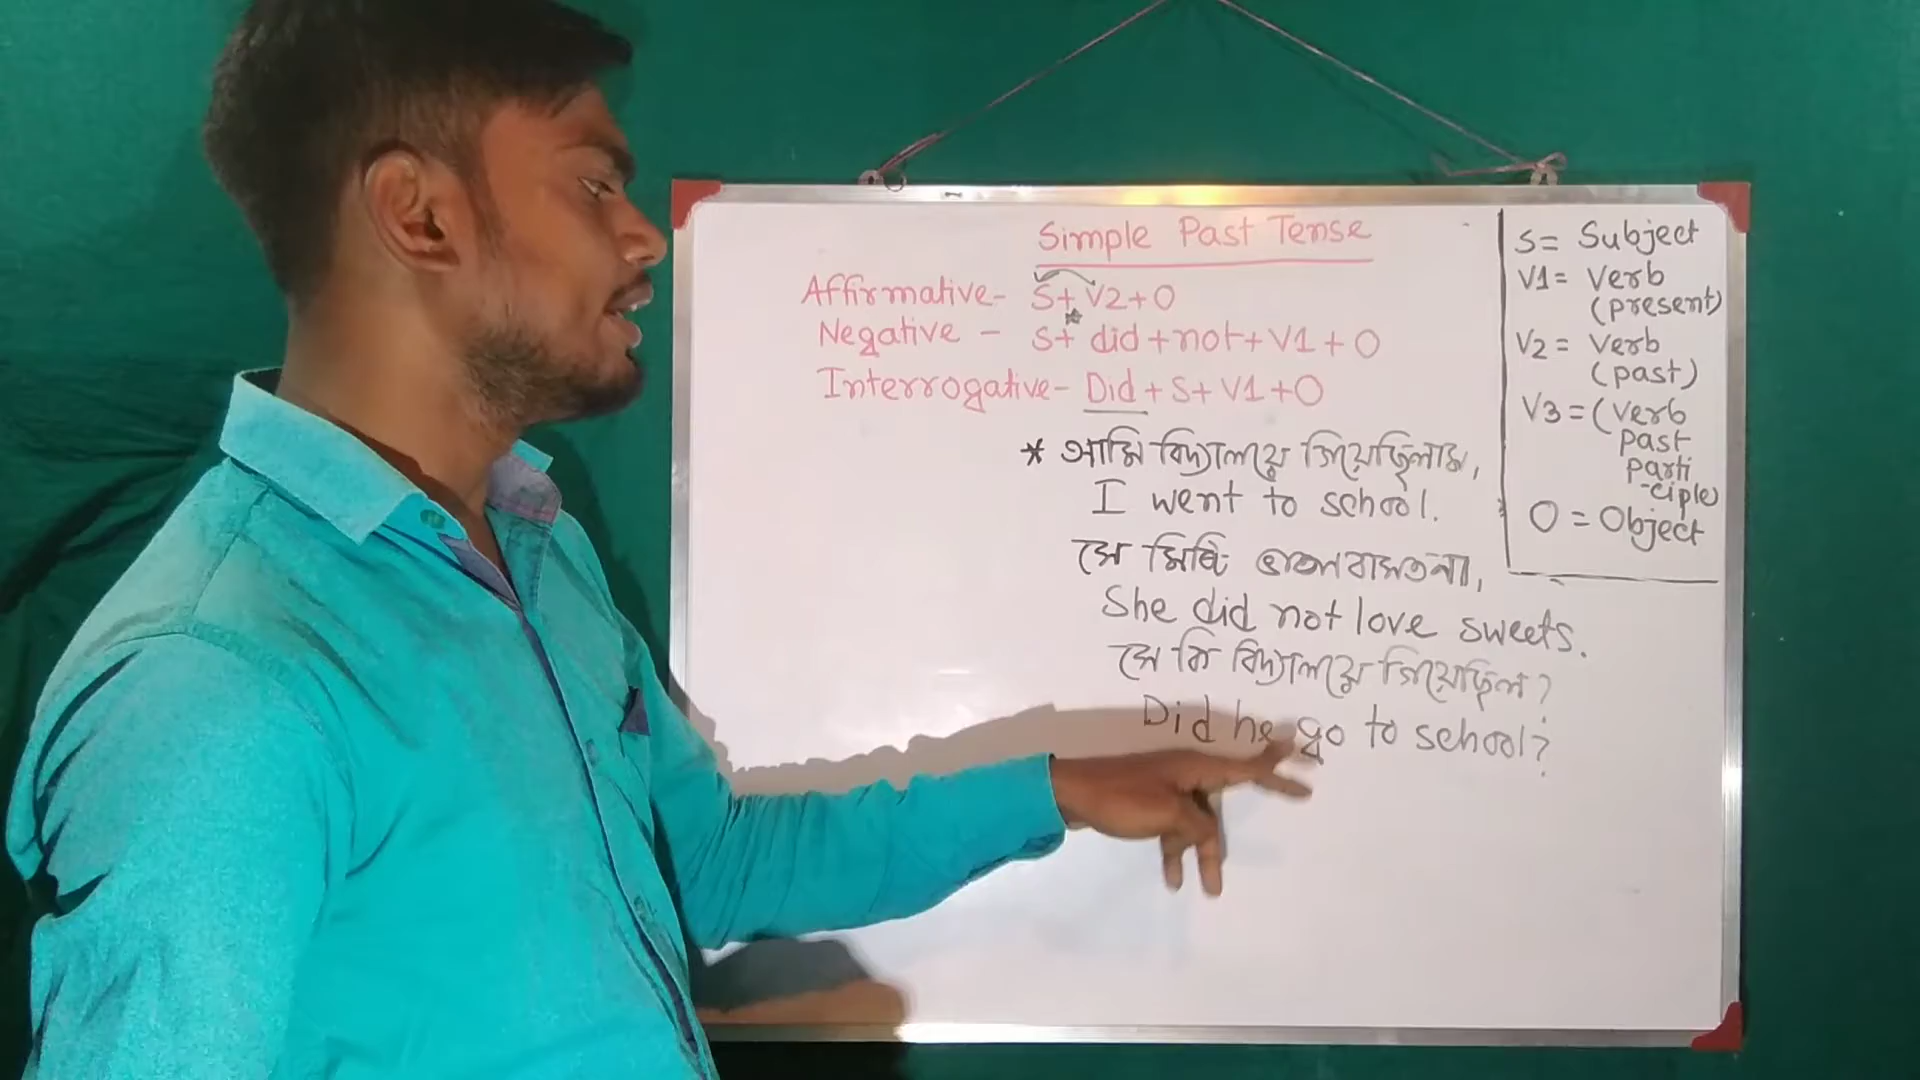 Simple Past Tense
Affirmative- S+ V2+O
Negative - S+ did+not+V1+O
Interrogative- Did + S+ V1+O
* আমি বিদ্যালয়ে গিয়েছিলাম,
I went to school.
সে মিষ্টি ভালবাসতনা,
She did not love sweets.
সে কি বিদ্যালয়ে গিয়েছিল?
Did he go to school?
S= Subject
V1= Verb
(present)
V2= Verb
(past)
V3=(Verb
past
parti
-ciple)
O = Object